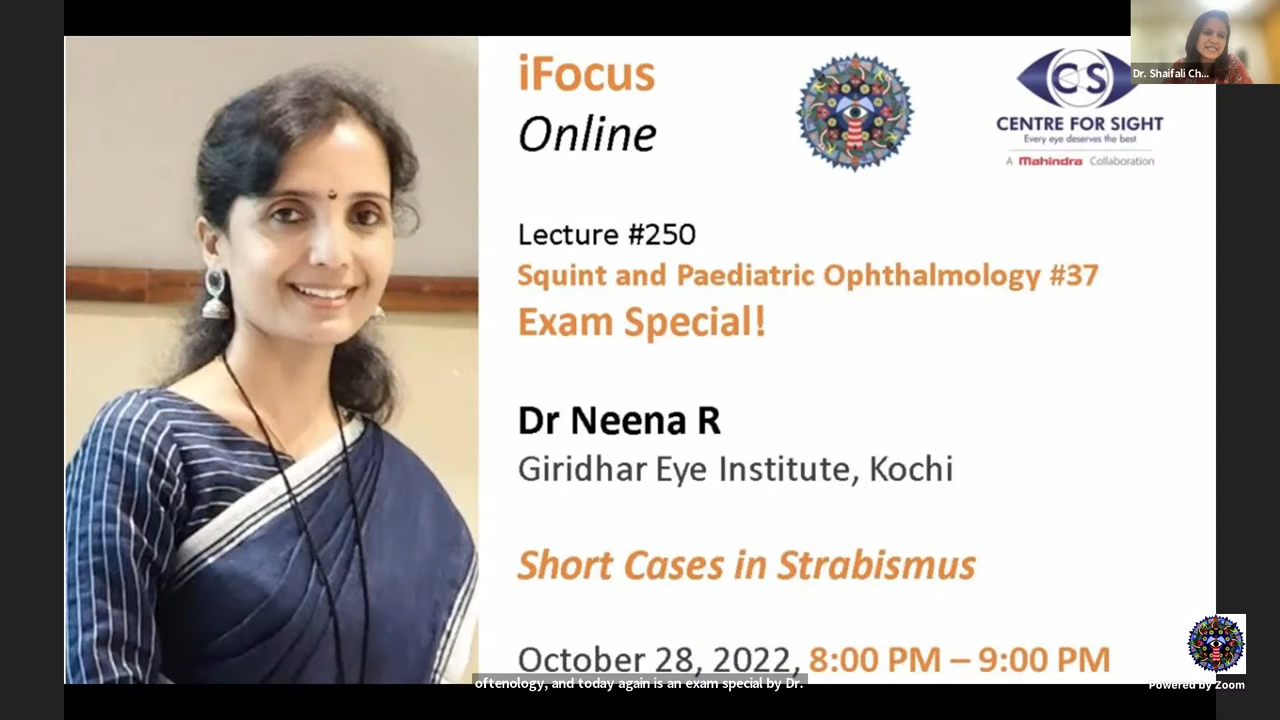 iFocus
Online
CS
CENTRE FOR SIGHT
Every eye deserves the best
A Mahindra Collaboration
Dr. Shaifali Ch...
Lecture #250
Squint and Paediatric Ophthalmology #37
Exam Special!
Dr Neena R
Giridhar Eye Institute, Kochi
Short Cases in Strabismus
October 28, 2022, 8:00 PM – 9:00 PM
oftenology, and today again is an exam special by Dr.
Powered by Zoom